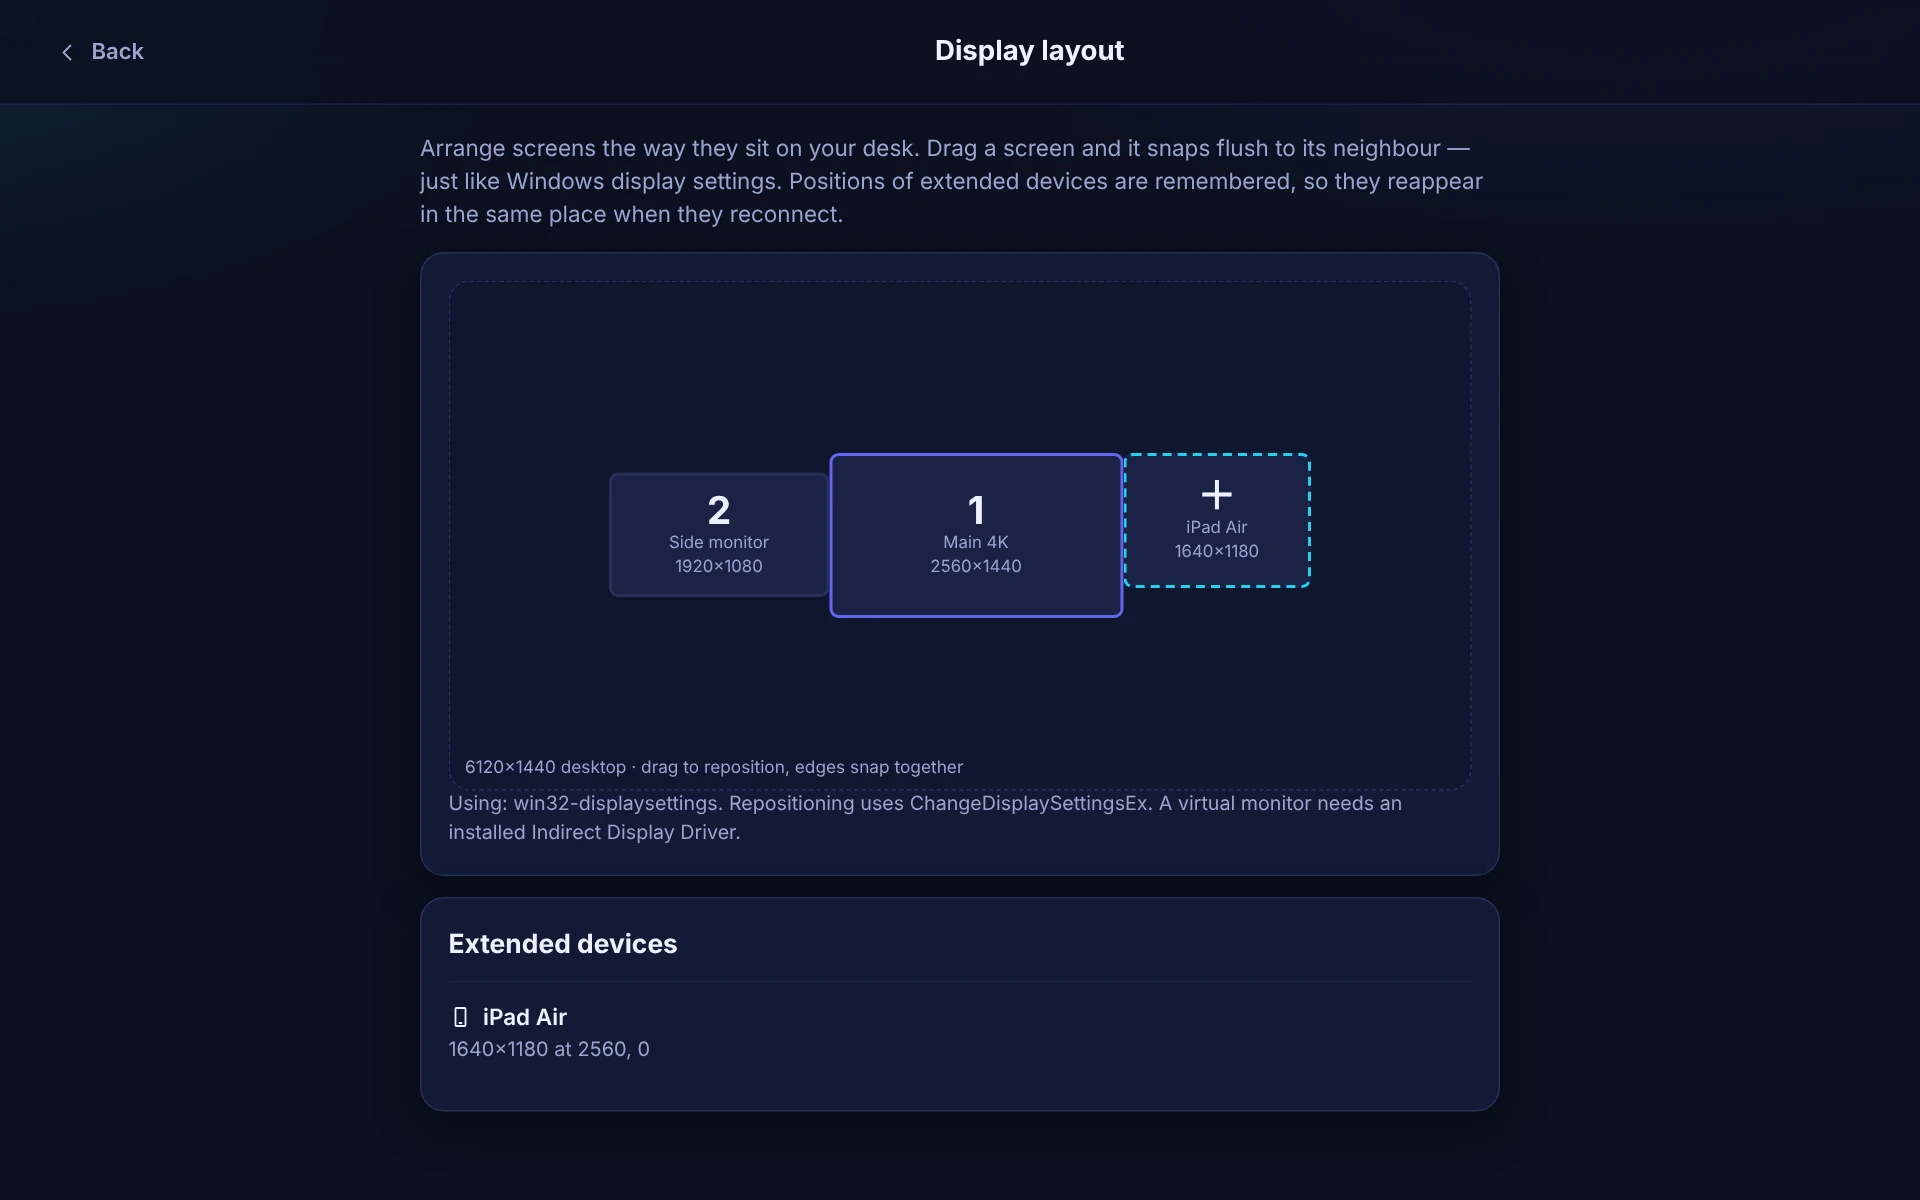 Back
Display layout
Arrange screens the way they sit on your desk. Drag a screen and it snaps flush to its neighbour —
just like Windows display settings. Positions of extended devices are remembered, so they reappear
in the same place when they reconnect.
2
Side monitor
1920×1080
1
Main 4K
2560×1440
+
iPad Air
1640×1180
6120×1440 desktop · drag to reposition, edges snap together
Using: win32-displaysettings. Repositioning uses ChangeDisplaySettingsEx. A virtual monitor needs an
installed Indirect Display Driver.
Extended devices
iPad Air
1640×1180 at 2560, 0